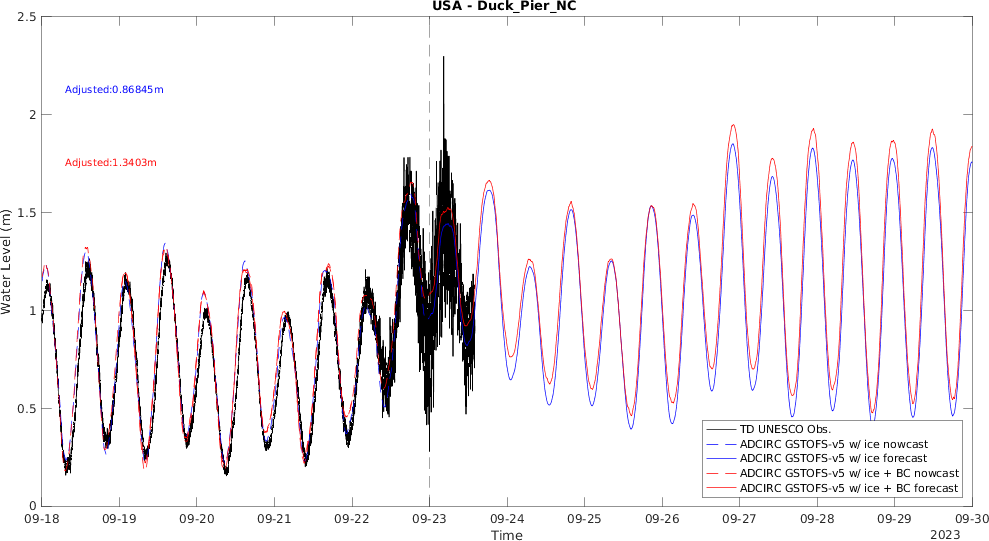 USA - Duck_Pier_NC
2.5
2
1.5
1
0.5
0
Water Level (m)
Adjusted:0.86845m
Adjusted:1.3403m
TD UNESCO Obs.
ADCIRC GSTOFS-v5 w/ ice nowcast
ADCIRC GSTOFS-v5 w/ ice forecast
ADCIRC GSTOFS-v5 w/ ice + BC nowcast
ADCIRC GSTOFS-v5 w/ ice + BC forecast
09-18 09-19 09-20 09-21 09-22 09-23 09-24 09-25 09-26 09-27 09-28 09-29 09-30
Time
2023